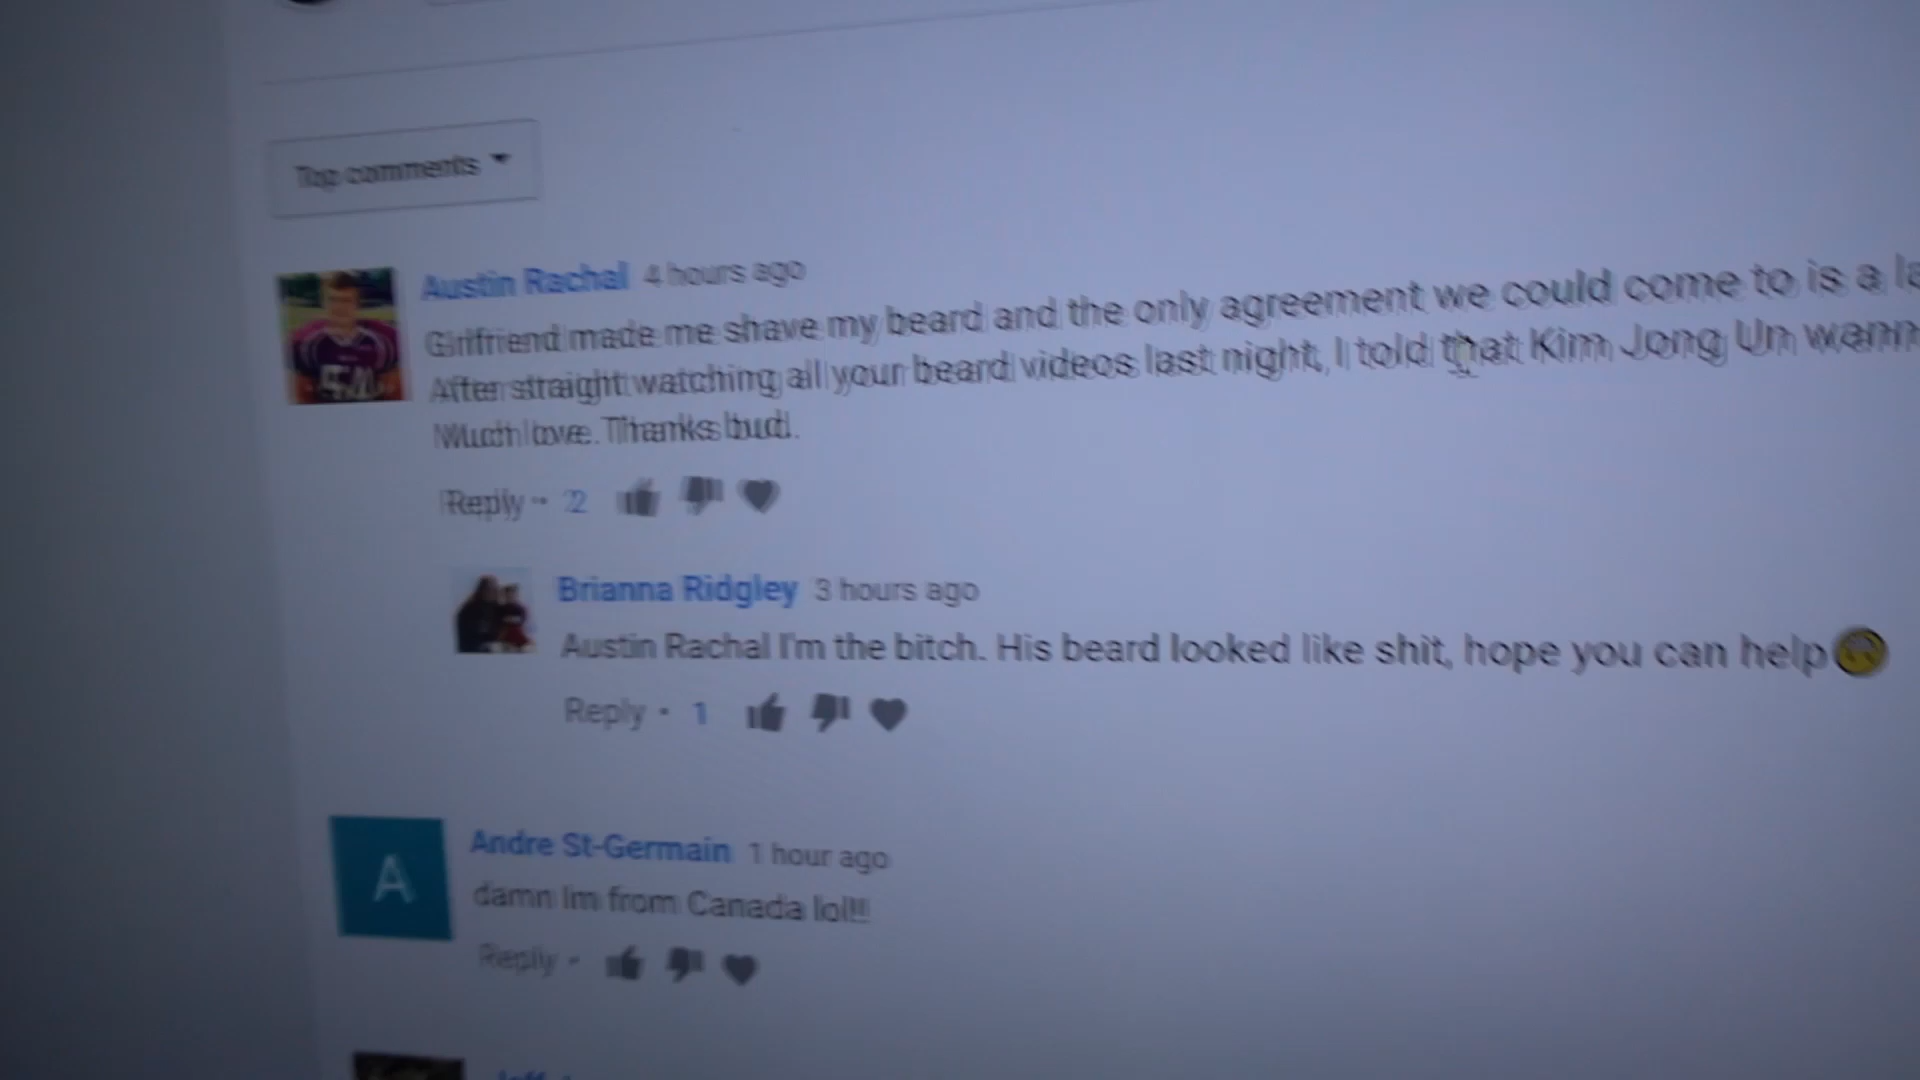 Top comments
Austin Rachal 4 hours ago
Girlfriend made me shave my beard and the only agreement we could come to is a
After straight watching all your beard videos last night, I told that Kim Jong Un wann
Much love. Thanks bud.
Reply • 2
Brianna Ridgley 3 hours ago
Austin Rachal I'm the bitch. His beard looked like shit, hope you can help
Reply • 1
A
Andre St-Germain 1 hour ago
damn Im from Canada lol!!!
Reply •